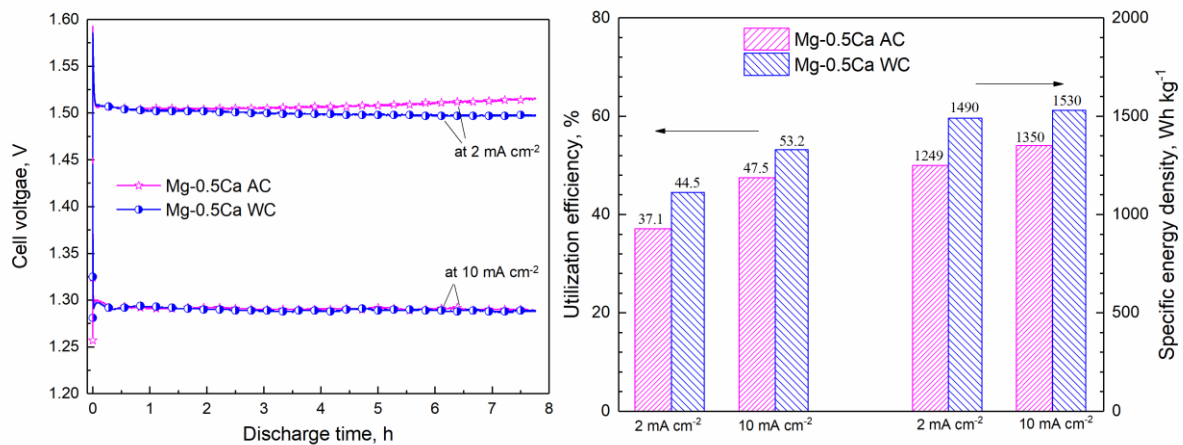 1.60
1.55
1.50
1.45
1.40
1.35
1.30
1.25
1.20
Cell voltgae, V
at 2 mA cm-2
Mg-0.5Ca AC
Mg-0.5Ca WC
at 10 mA cm-2
0 1 2 3 4 5 6 7 8
Discharge time, h
80
60
40
20
0
Utilization efficiency, %
Mg-0.5Ca AC
Mg-0.5Ca WC
37.1
44.5
47.5
53.2
1249
1490
1350
1530
2 mA cm-2 10 mA cm-2 2 mA cm-2 10 mA cm-2
2000
1500
1000
500
0
Specific energy density, Wh kg-1